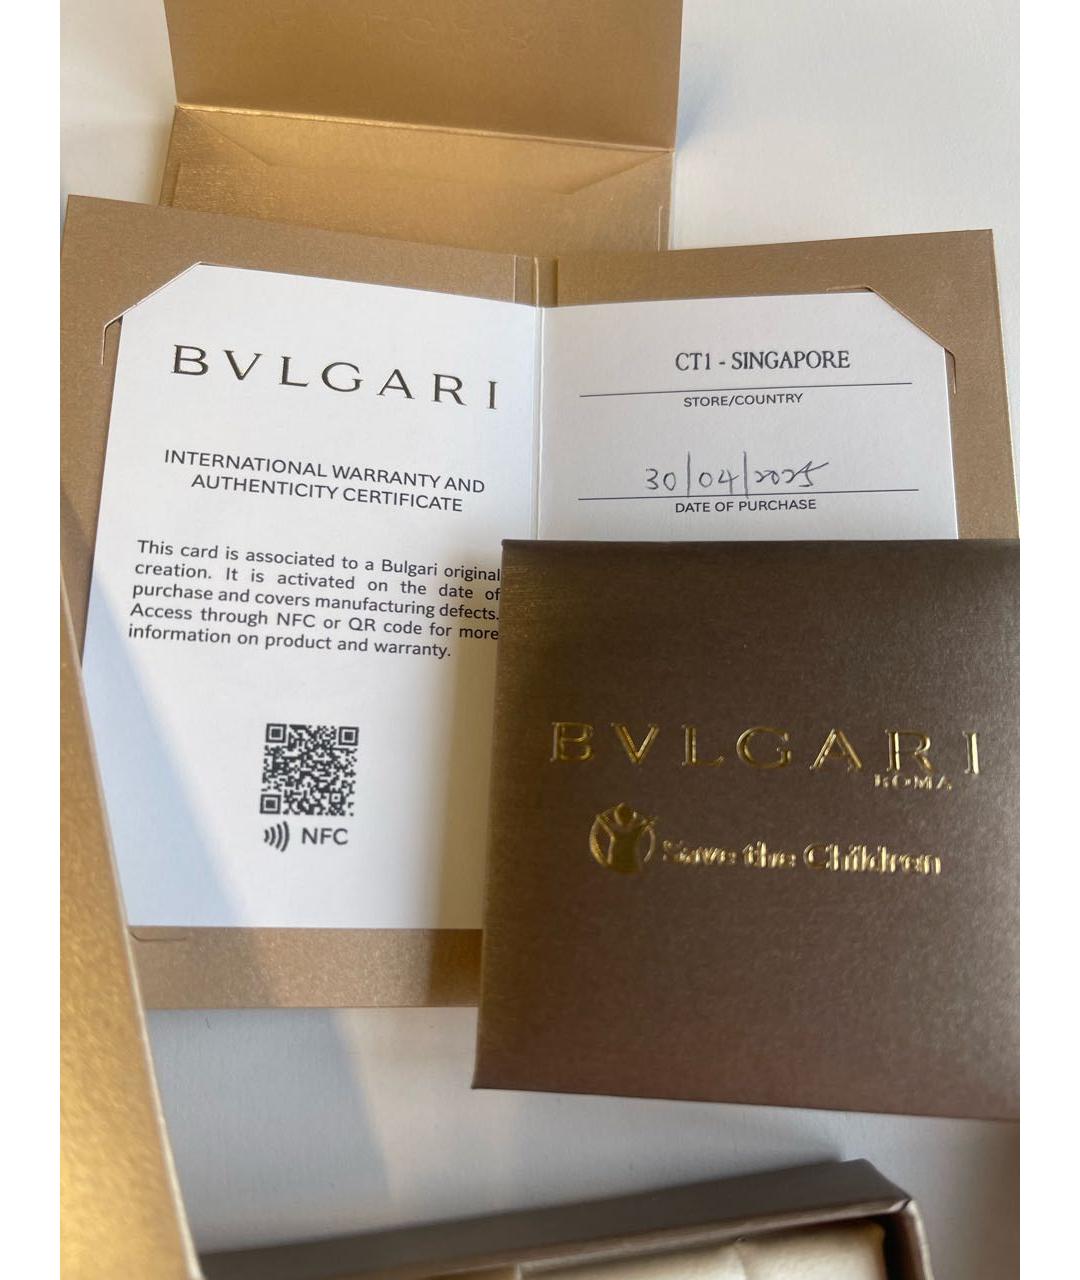 BVLGARI
INTERNATIONAL WARRANTY AND
AUTHENTICITY CERTIFICATE
This card is associated to a Bulgari original
creation. It is activated on the date of
purchase and covers manufacturing defects.
Access through NFC or QR code for more
information on product and warranty.
NFC
CT1 - SINGAPORE
STORE/COUNTRY
30/04/2025
DATE OF PURCHASE
BVLGARI
ROMA
Save the Children